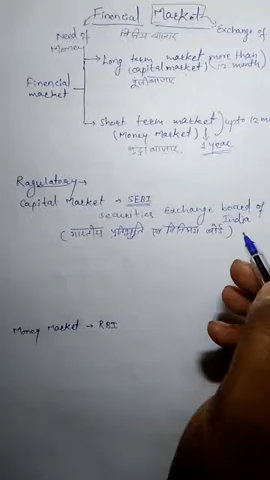 Financial Market
Need of Money
वित्तीय बाजार
Exchange of
Financial market
Long term market more than
(capital market) 12 month
पूंजी बाजार
Short term market upto 12 m
(Money Market)
1 year
मुद्रा बाजार
Regulatory
Capital Market → SEBI
Securities Exchange board of
India
(भारतीय प्रतिभूति एवं विनिमय बोर्ड)
Money Market → RBI